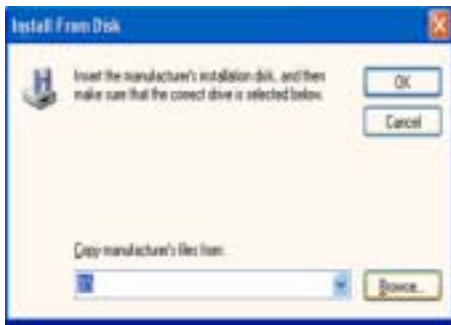 Install From Disk
Insert the manufacturer's installation disk, and then
make sure that the correct drive is selected below.
OK
Cancel
Copy manufacturer's files from:
Browse...